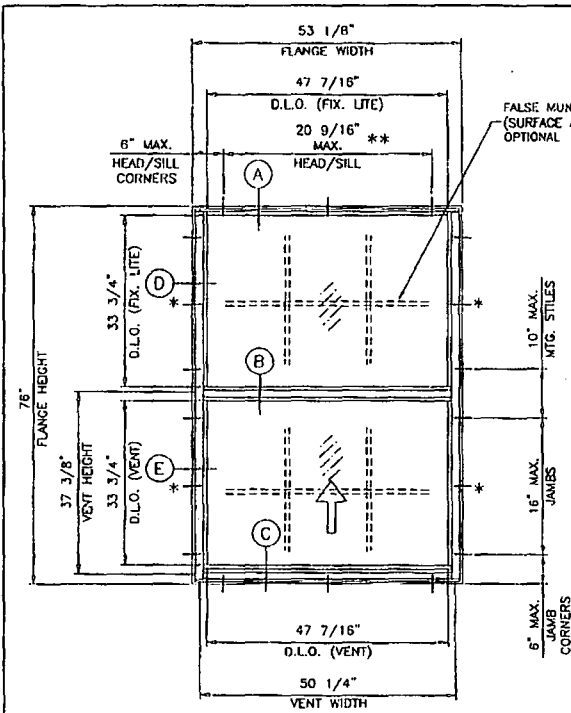 53 1/8"
FLANGE WIDTH
47 7/16"
D.L.O. (FIX. LITE)
FALSE MUN
(SURFACE
OPTIONAL
20 9/16" **
MAX.
HEAD/SILL
6" MAX.
HEAD/SILL
CORNERS
A
D
33 3/4"
D.L.O. (FIX. LITE)
*
*
10" MAX.
MTG. STILES
76"
FLANGE HEIGHT
B
37 3/8"
VENT HEIGHT
33 3/4"
D.L.O. (VENT)
E
*
*
16" MAX.
JAMBS
C
6" MAX.
JAMB
CORNERS
47 7/16"
D.L.O. (VENT)
50 1/4"
VENT WIDTH